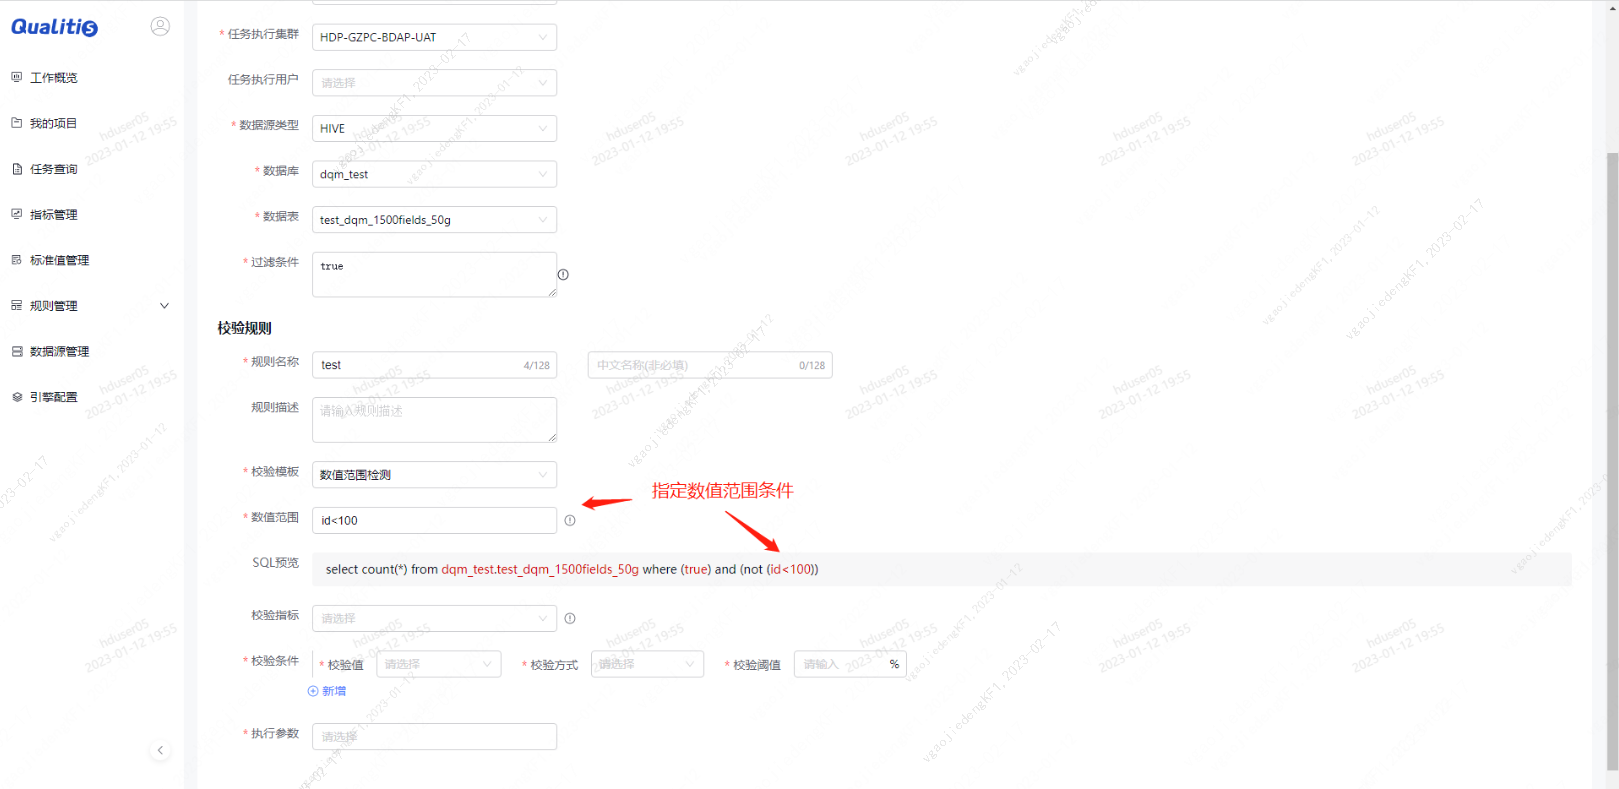 Qualitis
工作概览
我的项目
任务查询
指标管理
标准值管理
规则管理
数据源管理
引擎配置
* 任务执行集群 HDP-GZPC-BDAP-UAT
任务执行用户 请选择
* 数据源类型 HIVE
* 数据库 dqm_test
* 数据表 test_dqm_1500fields_50g
* 过滤条件 true
校验规则
* 规则名称 test 4/128 中文名称(非必填) 0/128
规则描述 请输入规则描述
* 校验模板 数值范围检测
指定数值范围条件
* 数值范围 id<100
SQL预览 select count(*) from dqm_test.test_dqm_1500fields_50g where (true) and (not (id<100))
校验指标 请选择
* 校验条件 * 校验值 请选择 * 校验方式 请选择 * 校验阈值 请输入 %
新增
* 执行参数 请选择
hduser05
2023-01-12 19:55
vgaojiedengKF1, 2023-01-12
vgaojiedengKF1, 2023-02-17